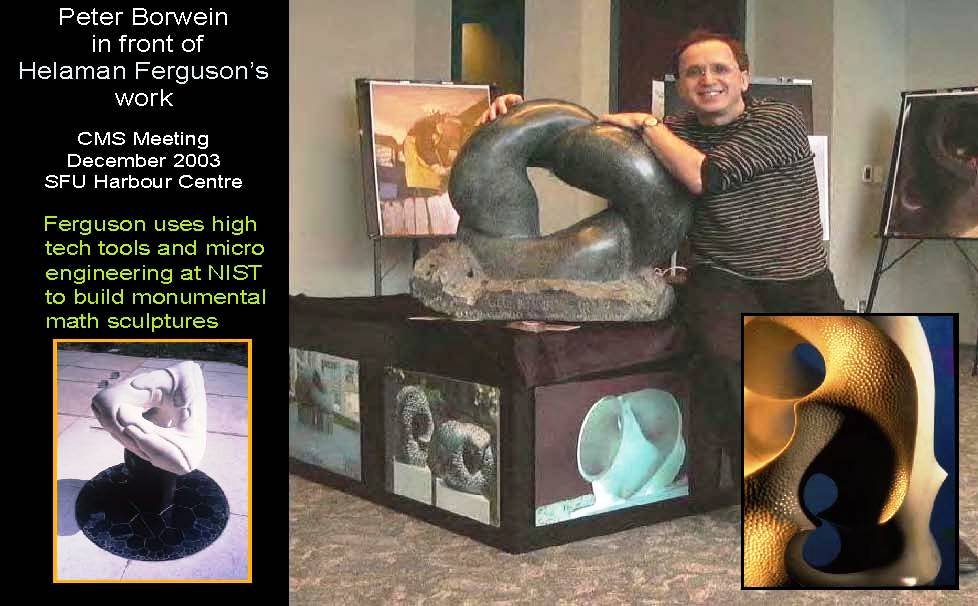 Peter Borwein
in front of
Helaman Ferguson's
work
CMS Meeting
December 2003
SFU Harbour Centre
Ferguson uses high
tech tools and micro
engineering at NIST
to build monumental
math sculptures